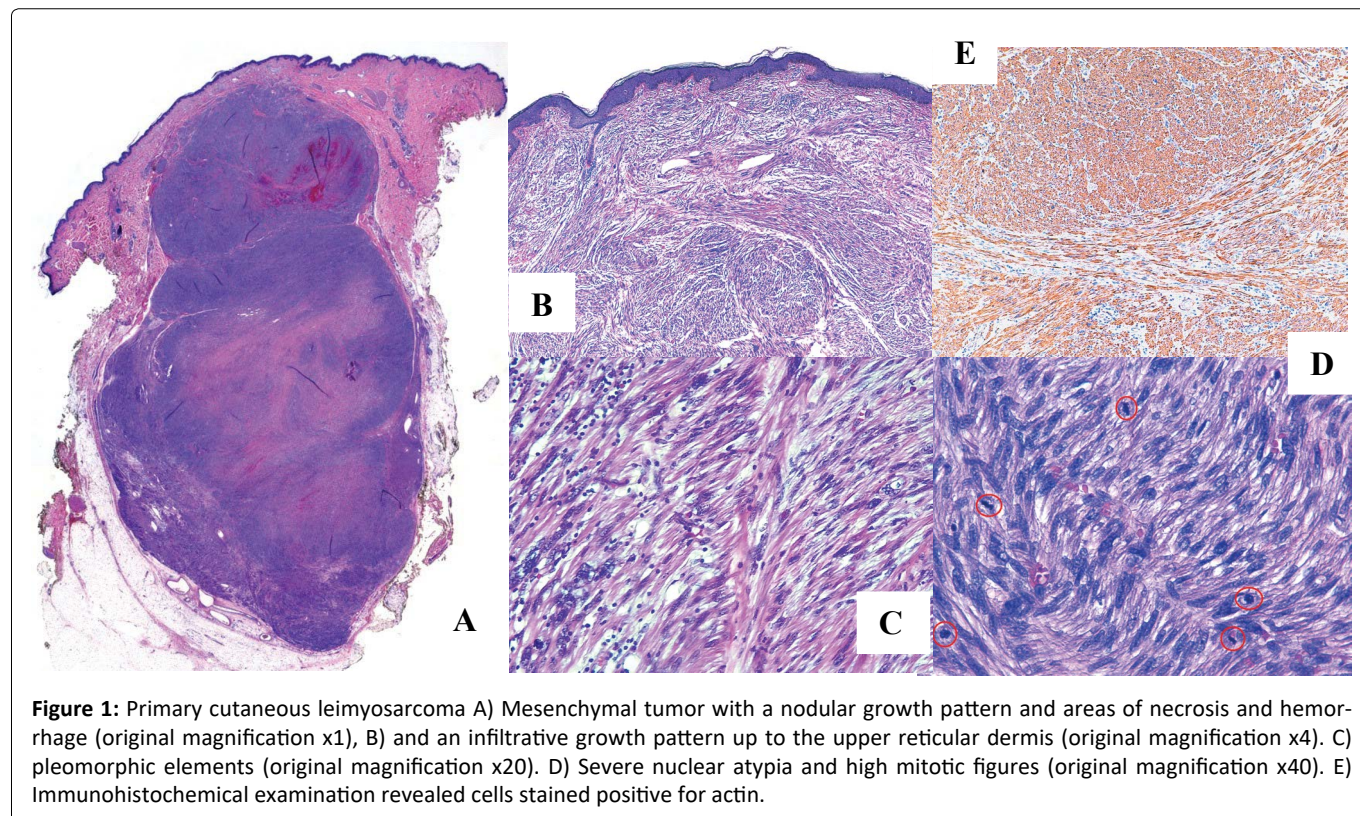 E
B
D
A
C
Figure 1: Primary cutaneous leimyosarcoma A) Mesenchymal tumor with a nodular growth pattern and areas of necrosis and hemor-
rhage (original magnification x1), B) and an infiltrative growth pattern up to the upper reticular dermis (original magnification x4). C)
pleomorphic elements (original magnification x20). D) Severe nuclear atypia and high mitotic figures (original magnification x40). E)
Immunohistochemical examination revealed cells stained positive for actin.